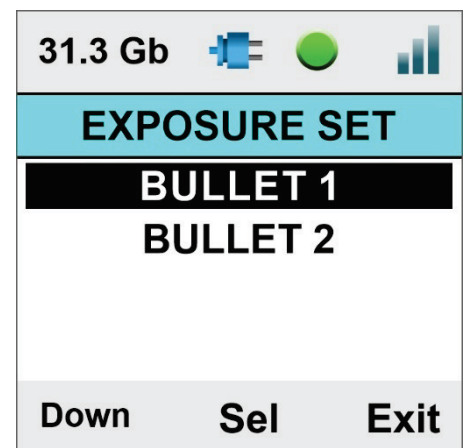 31.3 Gb
EXPOSURE SET
BULLET 1
BULLET 2
Down Sel Exit